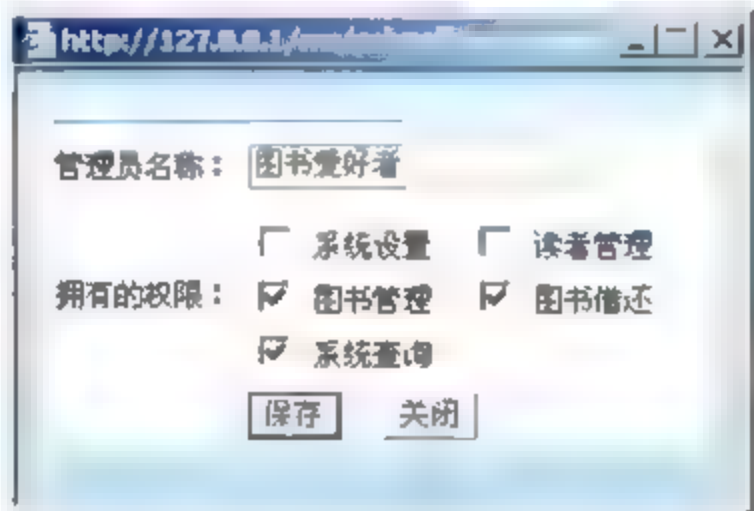 http://127.0.0.1/
管理员名称： 图书爱好者
系统设置 读者管理
拥有的权限： 图书管理 图书借还
系统查询
保存 关闭